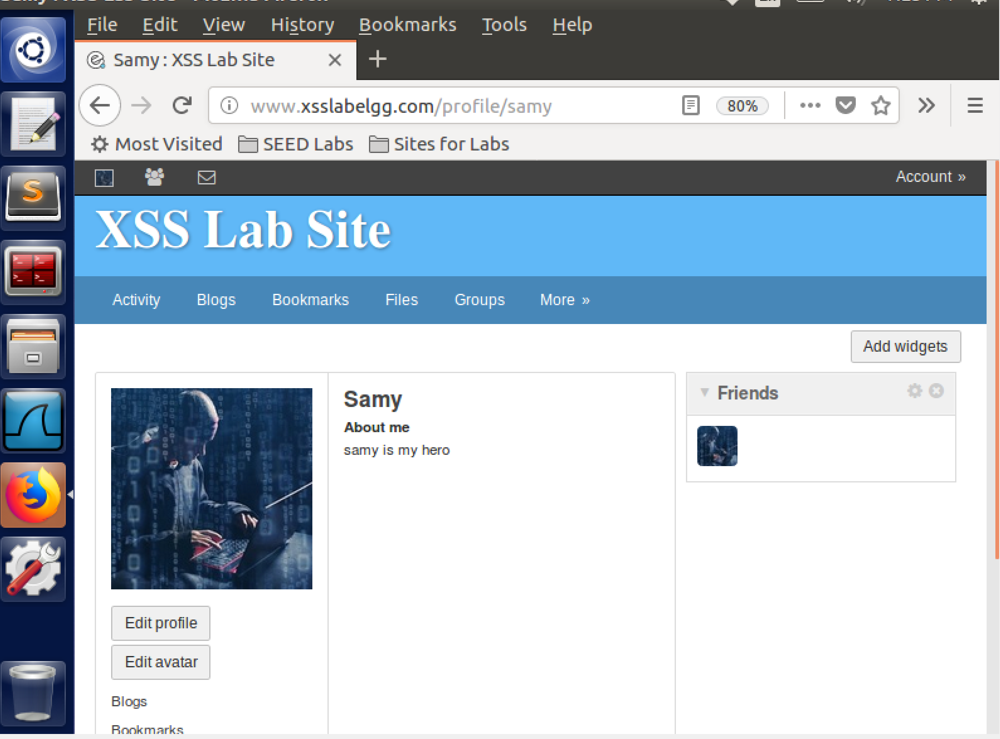 File Edit View History Bookmarks Tools Help
Samy : XSS Lab Site
www.xsslabelgg.com/profile/samy 80%
Most Visited SEED Labs Sites for Labs
Account »
XSS Lab Site
Activity Blogs Bookmarks Files Groups More »
Add widgets
Samy
Friends
About me
samy is my hero
Edit profile
Edit avatar
Blogs
Bookmarks